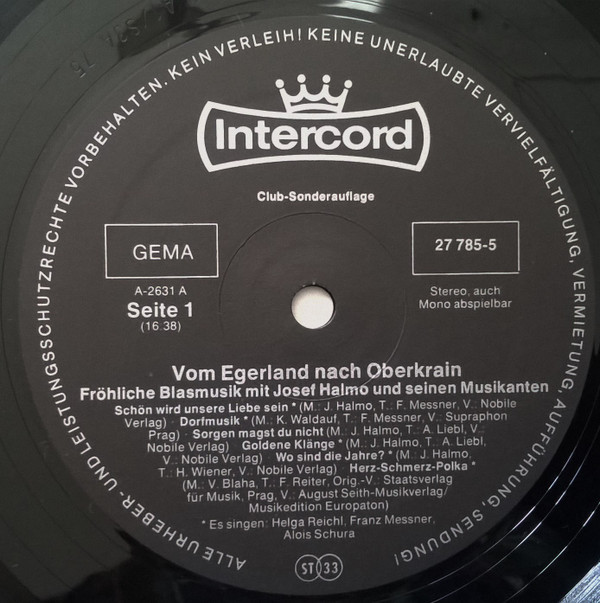 ALLE URHEBER- UND LEISTUNGSSCHUTZRECHTE VORBEHALTEN. KEIN VERLEIH! KEINE UNERLAUBTE VERVIELFÄLTIGUNG, VERMIETUNG, AUFFÜHRUNG, SENDUNG!
Intercord
Club-Sonderauflage
GEMA
27 785-5
A-2631 A
Seite 1
(16.38)
Stereo, auch
Mono abspielbar
Vom Egerland nach Oberkrain
Fröhliche Blasmusik mit Josef Halmo und seinen Musikanten
Schön wird unsere Liebe sein * (M.: J. Halmo, T.: F. Messner, V.: Nobile
Verlag) · Dorfmusik * (M.: K. Waldauf, T.: F. Messner, V.: Supraphon
Prag) · Sorgen magst du nicht (M.: J. Halmo, T.: A. Liebl, V.:
Nobile Verlag) · Goldene Klänge * (M.: J. Halmo, T.: A. Liebl,
V.: Nobile Verlag) · Wo sind die Jahre? * (M.: J. Halmo,
T.: H. Wiener, V.: Nobile Verlag) · Herz-Schmerz-Polka *
(M.: V. Blaha, T.: F. Reiter, Orig.-V.: Staatsverlag
für Musik, Prag, V.: August Seith-Musikverlag/
Musikedition Europaton)
* Es singen: Helga Reichl, Franz Messner,
Alois Schura
ST 33